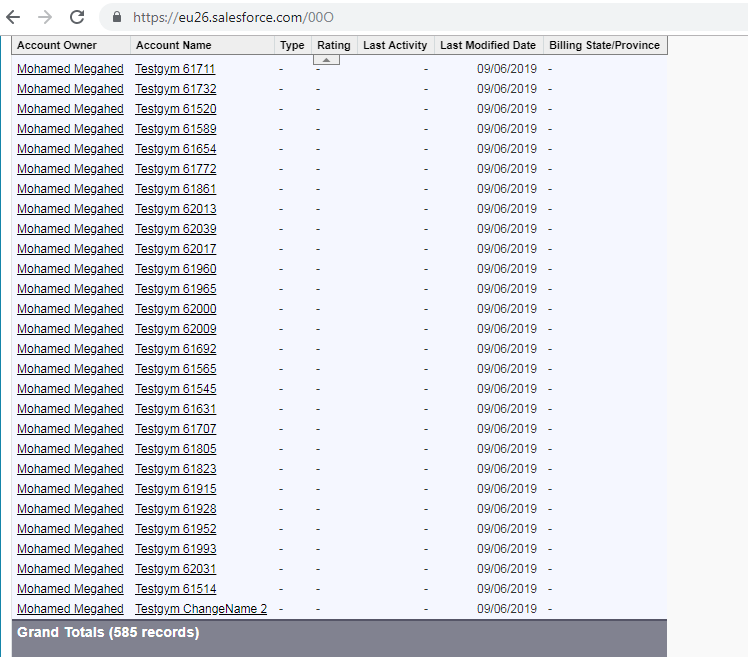 https://eu26.salesforce.com/00O
Account Owner Account Name Type Rating Last Activity Last Modified Date Billing State/Province
Mohamed Megahed Testgym 61711 - - - 09/06/2019 -
Mohamed Megahed Testgym 61732 - - - 09/06/2019 -
Mohamed Megahed Testgym 61520 - - - 09/06/2019 -
Mohamed Megahed Testgym 61589 - - - 09/06/2019 -
Mohamed Megahed Testgym 61654 - - - 09/06/2019 -
Mohamed Megahed Testgym 61772 - - - 09/06/2019 -
Mohamed Megahed Testgym 61861 - - - 09/06/2019 -
Mohamed Megahed Testgym 62013 - - - 09/06/2019 -
Mohamed Megahed Testgym 62039 - - - 09/06/2019 -
Mohamed Megahed Testgym 62017 - - - 09/06/2019 -
Mohamed Megahed Testgym 61960 - - - 09/06/2019 -
Mohamed Megahed Testgym 61965 - - - 09/06/2019 -
Mohamed Megahed Testgym 62000 - - - 09/06/2019 -
Mohamed Megahed Testgym 62009 - - - 09/06/2019 -
Mohamed Megahed Testgym 61692 - - - 09/06/2019 -
Mohamed Megahed Testgym 61565 - - - 09/06/2019 -
Mohamed Megahed Testgym 61545 - - - 09/06/2019 -
Mohamed Megahed Testgym 61631 - - - 09/06/2019 -
Mohamed Megahed Testgym 61707 - - - 09/06/2019 -
Mohamed Megahed Testgym 61805 - - - 09/06/2019 -
Mohamed Megahed Testgym 61823 - - - 09/06/2019 -
Mohamed Megahed Testgym 61915 - - - 09/06/2019 -
Mohamed Megahed Testgym 61928 - - - 09/06/2019 -
Mohamed Megahed Testgym 61952 - - - 09/06/2019 -
Mohamed Megahed Testgym 61993 - - - 09/06/2019 -
Mohamed Megahed Testgym 62031 - - - 09/06/2019 -
Mohamed Megahed Testgym 61514 - - - 09/06/2019 -
Mohamed Megahed Testgym ChangeName 2 - - - 09/06/2019 -
Grand Totals (585 records)